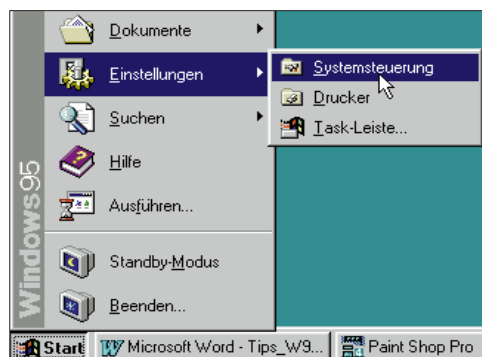 Dokumente
Einstellungen
Suchen
Hilfe
Ausführen...
Standby-Modus
Beenden...
Systemsteuerung
Drucker
Task-Leiste...
Windows95
Start
Microsoft Word - Tips_W9...
Paint Shop Pro